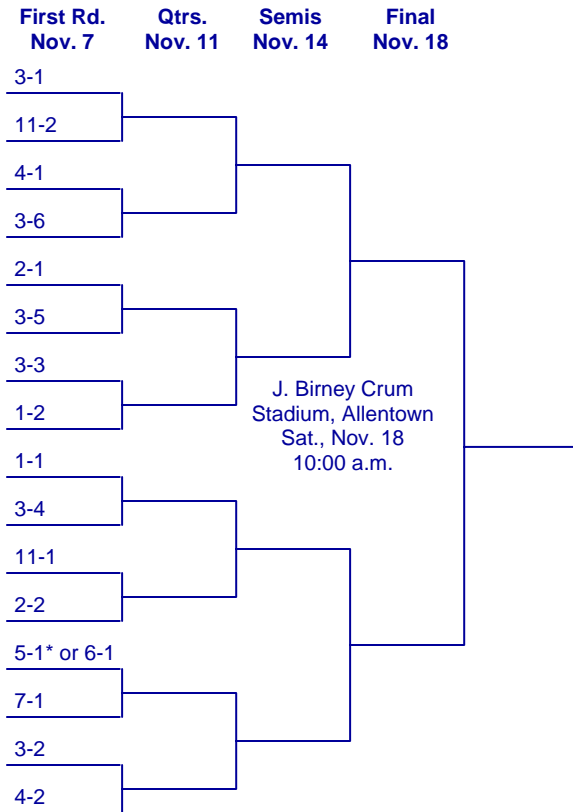 First Rd. Qtrs. Semis Final
Nov. 7 Nov. 11 Nov. 14 Nov. 18
3-1
11-2
4-1
3-6
2-1
3-5
3-3
1-2
J. Birney Crum
Stadium, Allentown
Sat., Nov. 18
10:00 a.m.
1-1
3-4
11-1
2-2
5-1* or 6-1
7-1
3-2
4-2